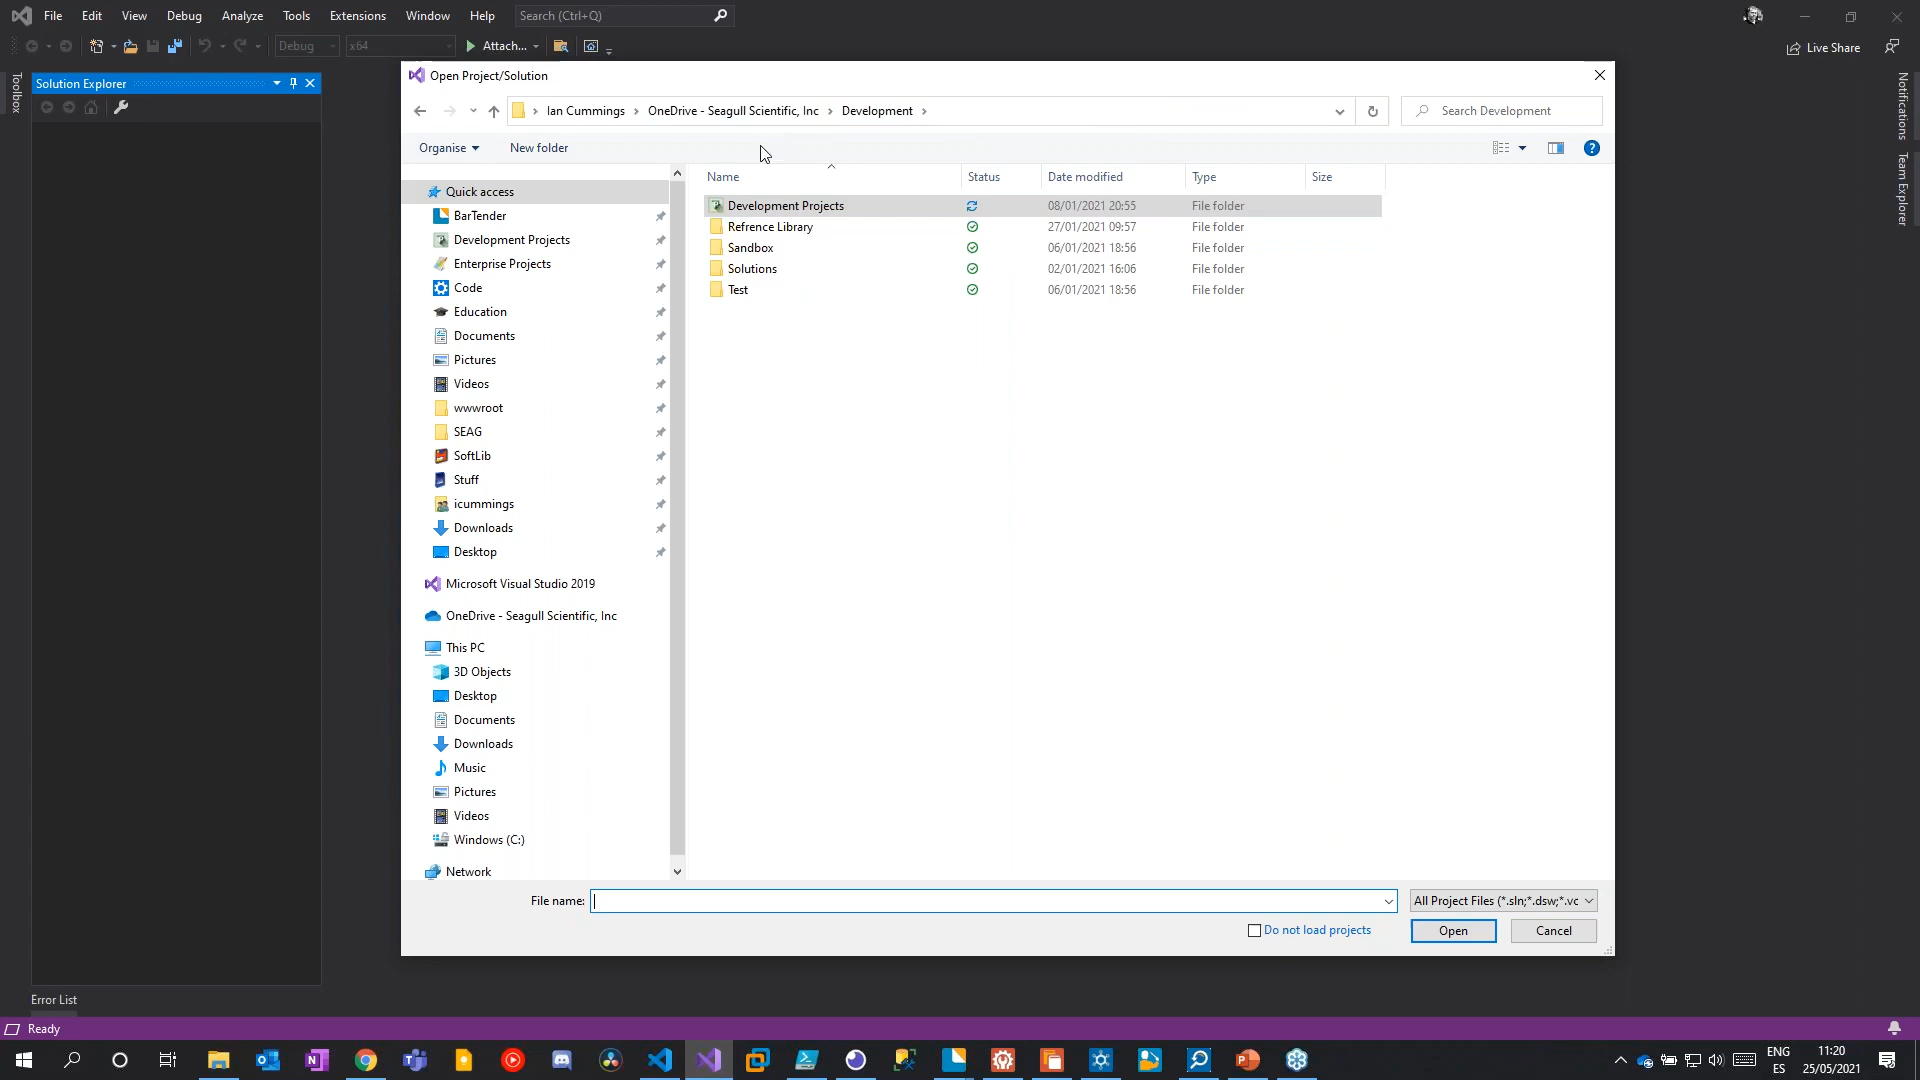 File Edit View Debug Analyze Tools Extensions Window Help Search (Ctrl+Q)
Debug x64 Attach... Live Share
Toolbox
Solution Explorer
Notifications
Team Explorer
Open Project/Solution
Ian Cummings OneDrive - Seagull Scientific, Inc Development Search Development
Organise New folder
Name Status Date modified Type Size
Development Projects 08/01/2021 20:55 File folder
Refrence Library 27/01/2021 09:57 File folder
Sandbox 06/01/2021 18:56 File folder
Solutions 02/01/2021 16:06 File folder
Test 06/01/2021 18:56 File folder
Quick access
BarTender
Development Projects
Enterprise Projects
Code
Education
Documents
Pictures
Videos
wwwroot
SEAG
SoftLib
Stuff
icummings
Downloads
Desktop
Microsoft Visual Studio 2019
OneDrive - Seagull Scientific, Inc
This PC
3D Objects
Desktop
Documents
Downloads
Music
Pictures
Videos
Windows (C:)
Network
File name: All Project Files (*.sln;*.dsw;*.vc
Do not load projects Open Cancel
Error List
Ready
ENG 11:20
ES 25/05/2021